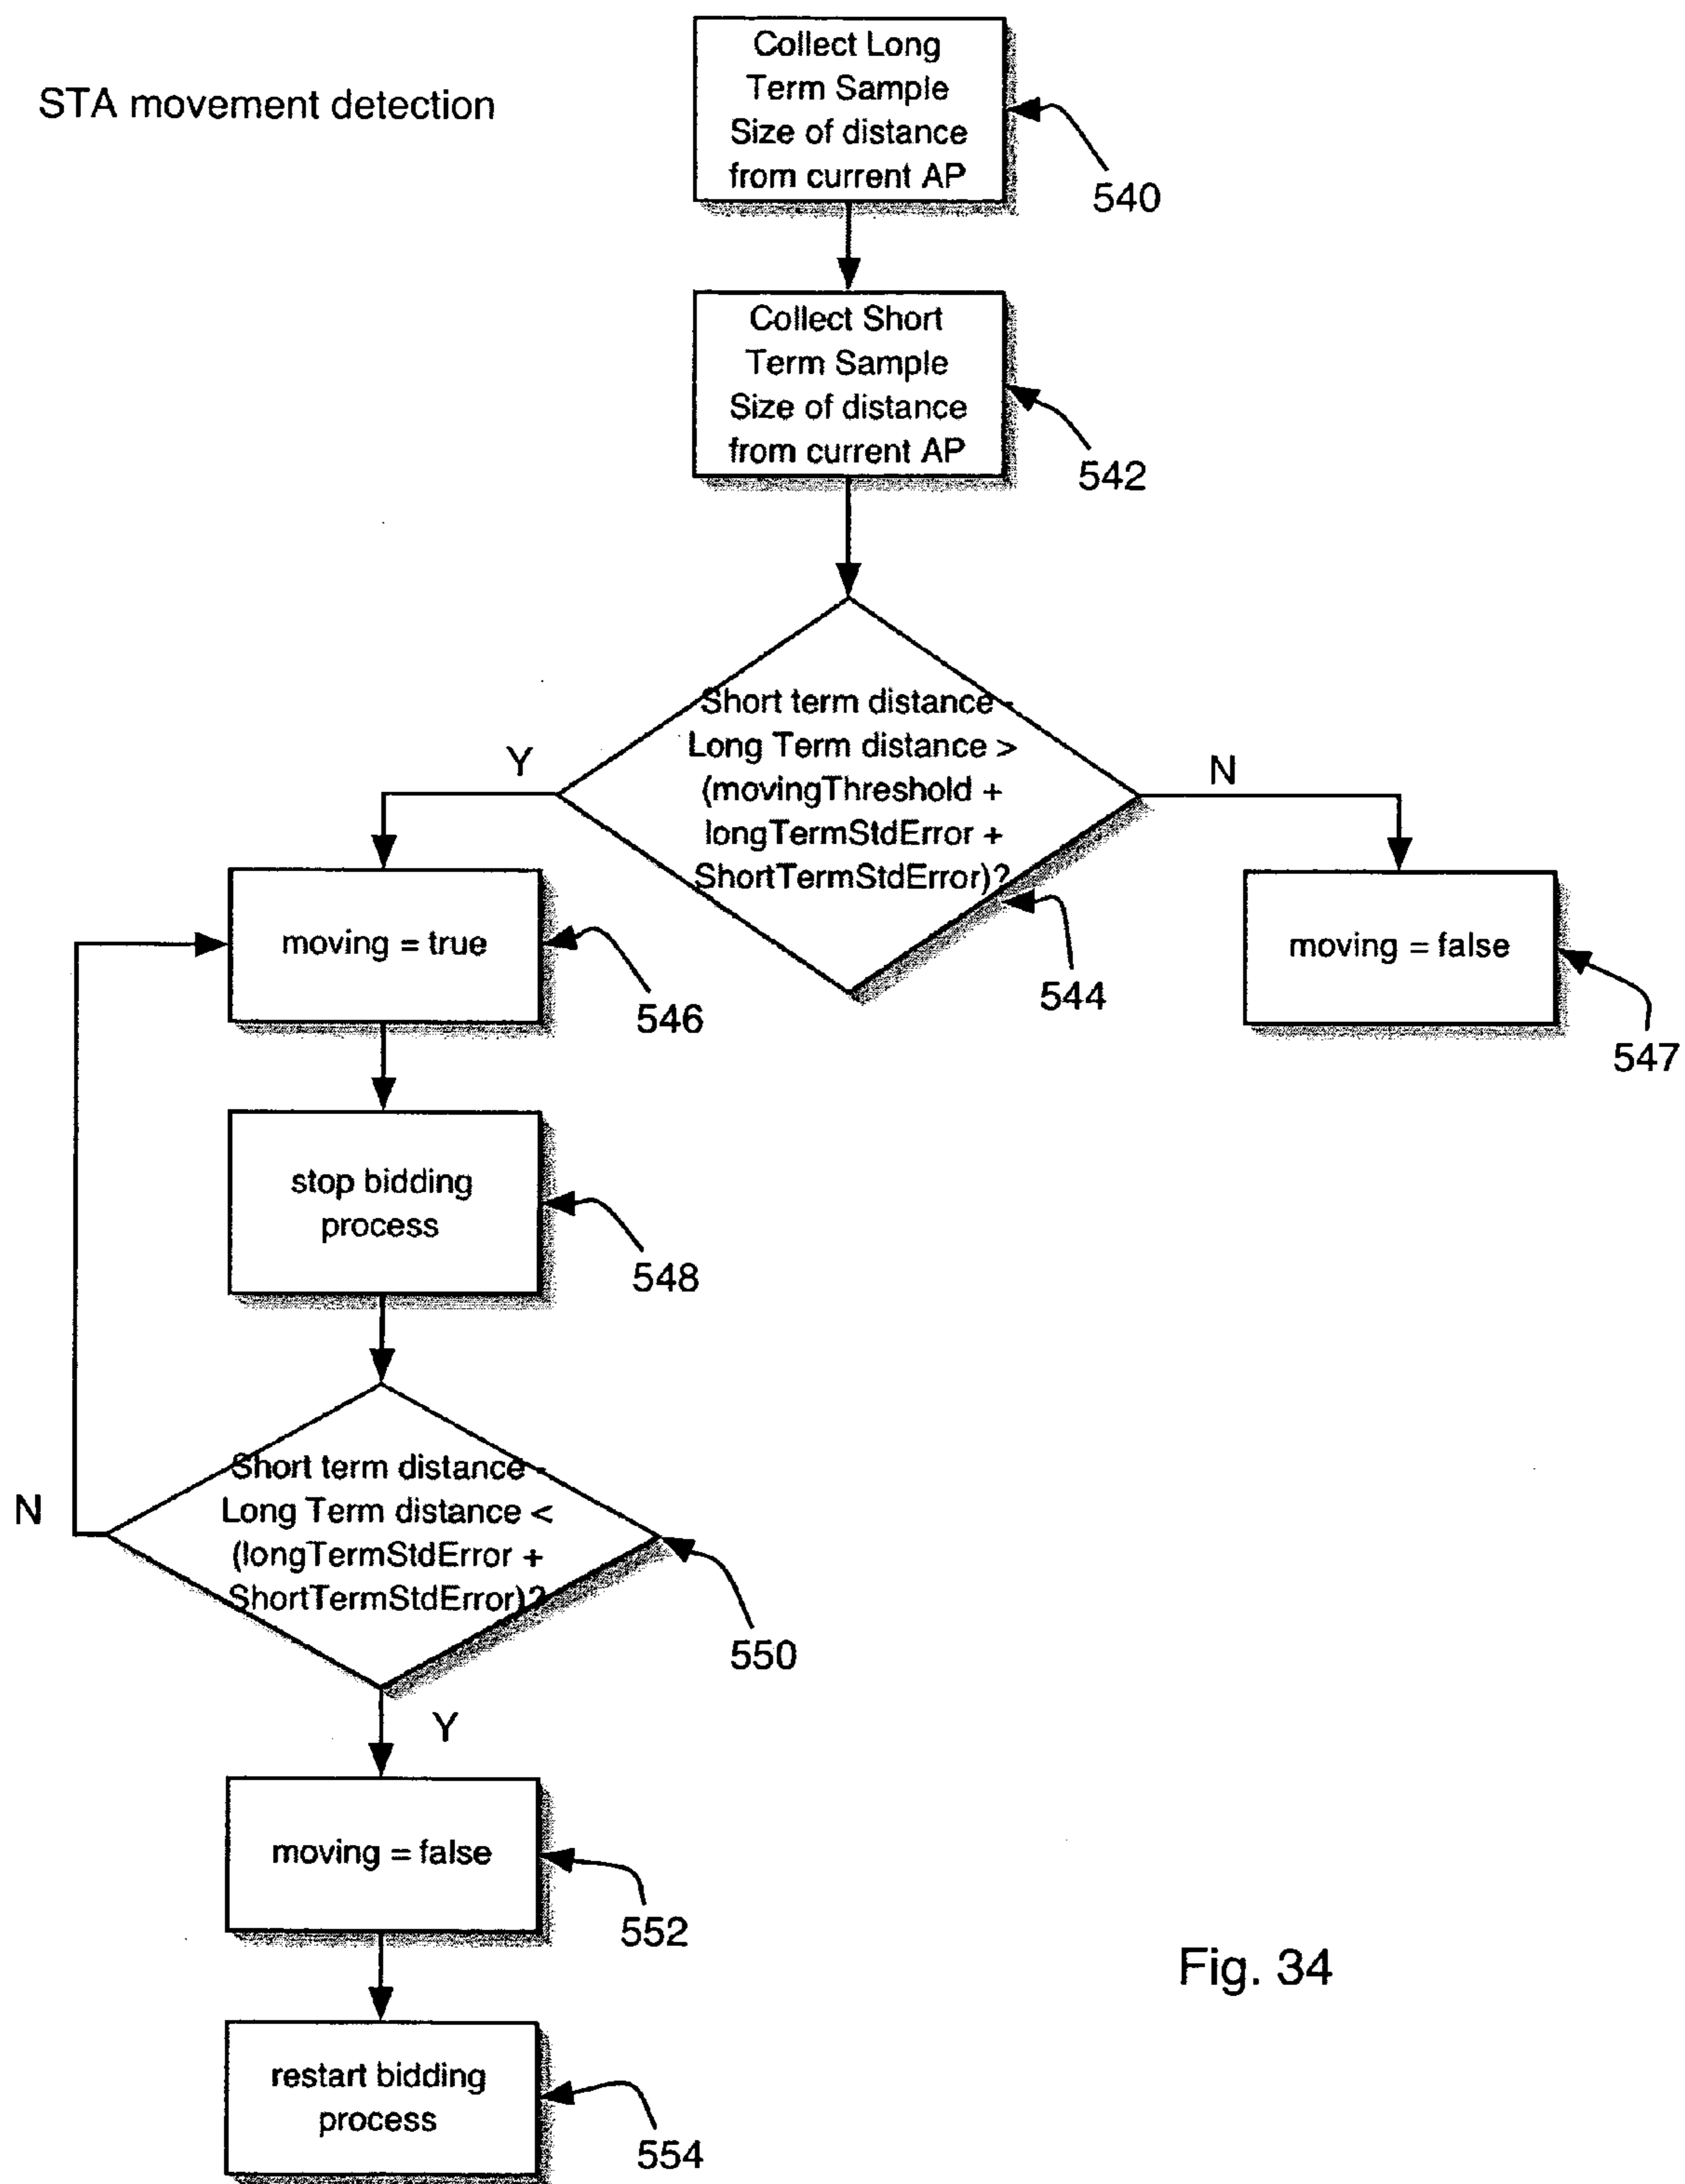 STA movement detection
Collect Long
Term Sample
Size of distance
from current AP
540
Collect Short
Term Sample
Size of distance
from current AP
542
Short term distance -
Long Term distance >
(movingThreshold +
longTermStdError +
ShortTermStdError)?
544
Y
N
moving = true
546
moving = false
547
stop bidding
process
548
Short term distance -
Long Term distance <
(longTermStdError +
ShortTermStdError)?
550
N
Y
moving = false
552
restart bidding
process
554
Fig. 34